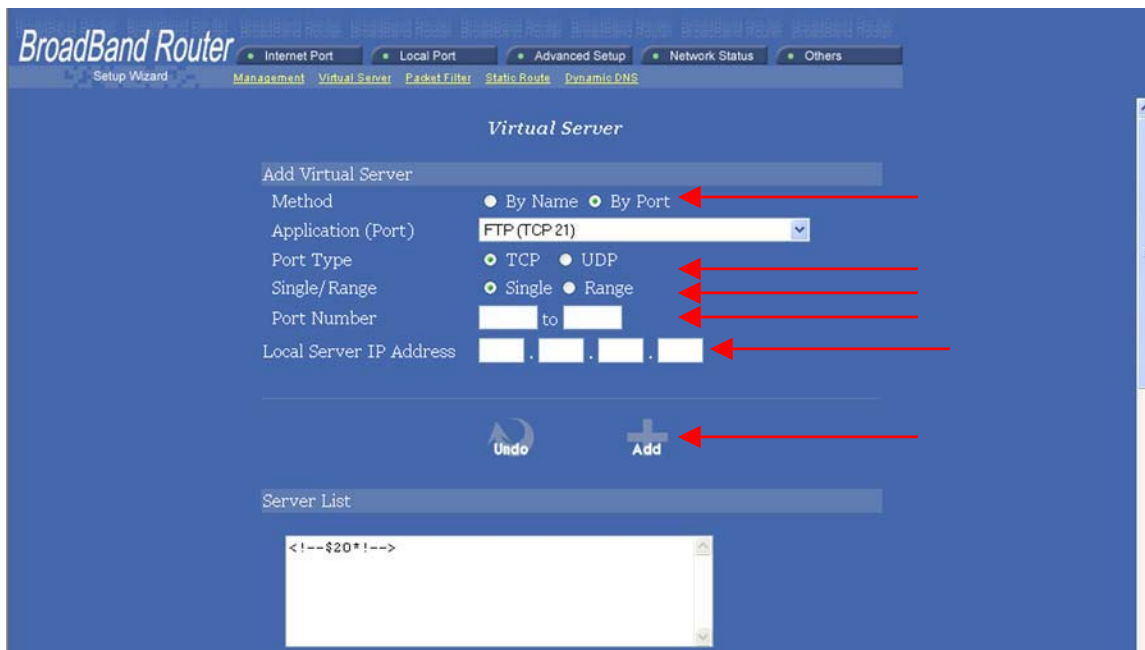 BroadBand Router
Internet Port Local Port Advanced Setup Network Status Others
Setup Wizard Management Virtual Server Packet Filter Static Route Dynamic DNS
Virtual Server
Add Virtual Server
Method By Name By Port
Application (Port) FTP (TCP 21)
Port Type TCP UDP
Single/Range Single Range
Port Number to
Local Server IP Address . . .
Undo Add
Server List
<!--$20*!-->